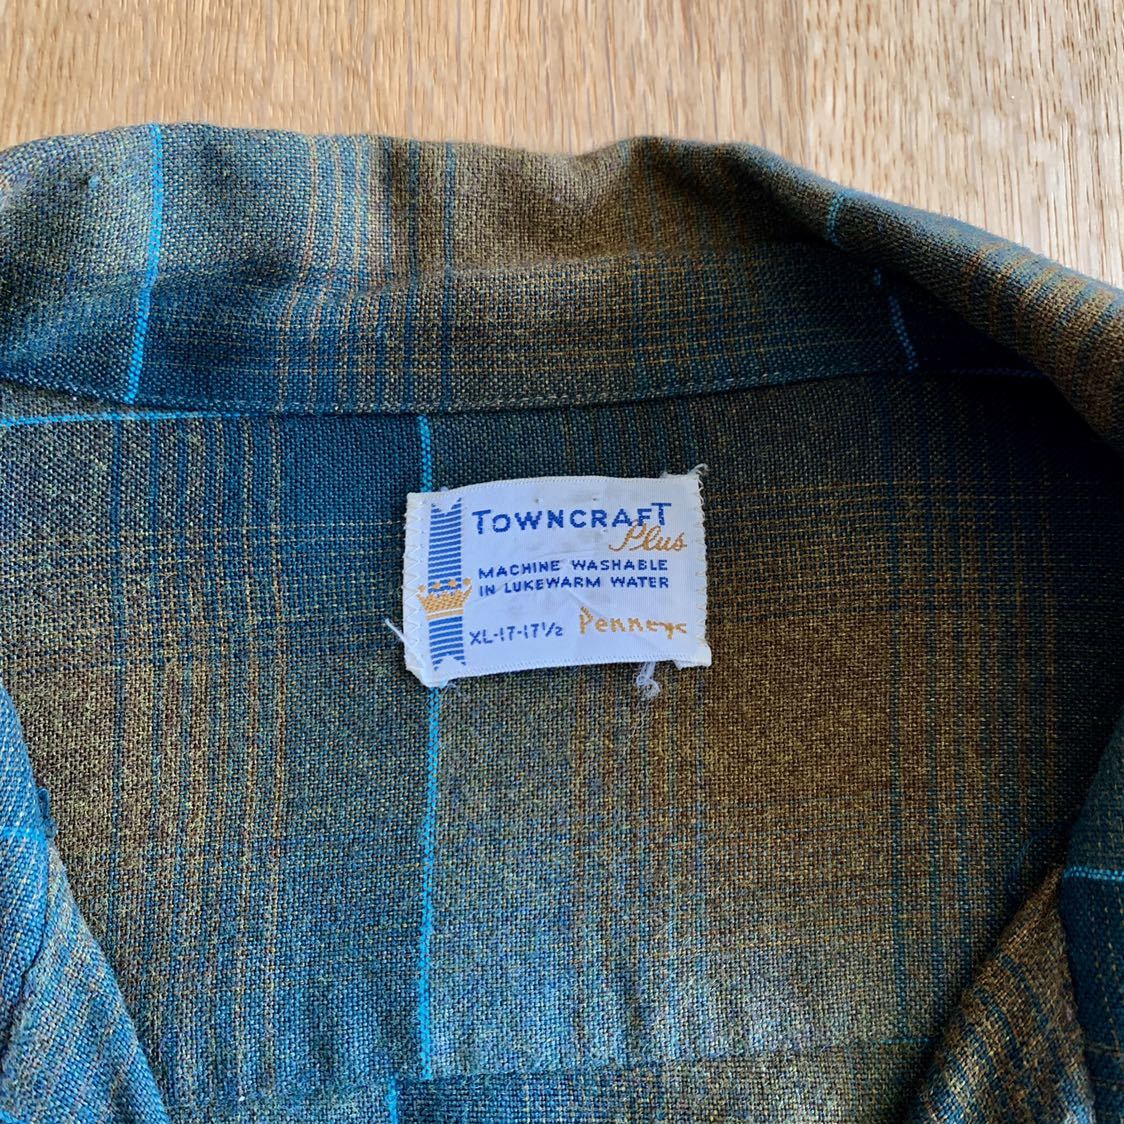 TOWNCRAFT
Plus
MACHINE WASHABLE
IN LUKEWARM WATER
XL-17-17½ Penneys